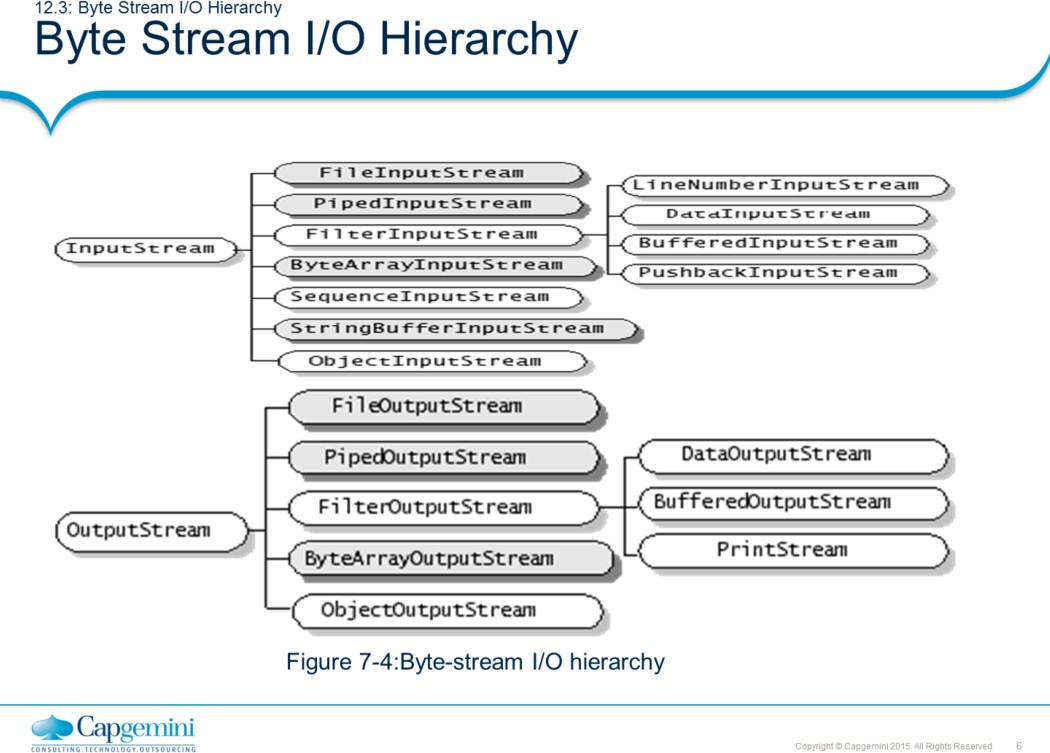 12.3: Byte Stream I/O Hierarchy
Byte Stream I/O Hierarchy
InputStream
FileInputStream
PipedInputStream
FilterInputStream
ByteArrayInputStream
SequenceInputStream
StringBufferInputStream
ObjectInputStream
LineNumberInputStream
DataInputStream
BufferedInputStream
PushbackInputStream
OutputStream
FileOutputStream
PipedOutputStream
FilterOutputStream
ByteArrayOutputStream
ObjectOutputStream
DataOutputStream
BufferedOutputStream
PrintStream
Figure 7-4:Byte-stream I/O hierarchy
Capgemini
CONSULTING.TECHNOLOGY.OUTSOURCING
Copyright © Capgemini 2015. All Rights Reserved 6